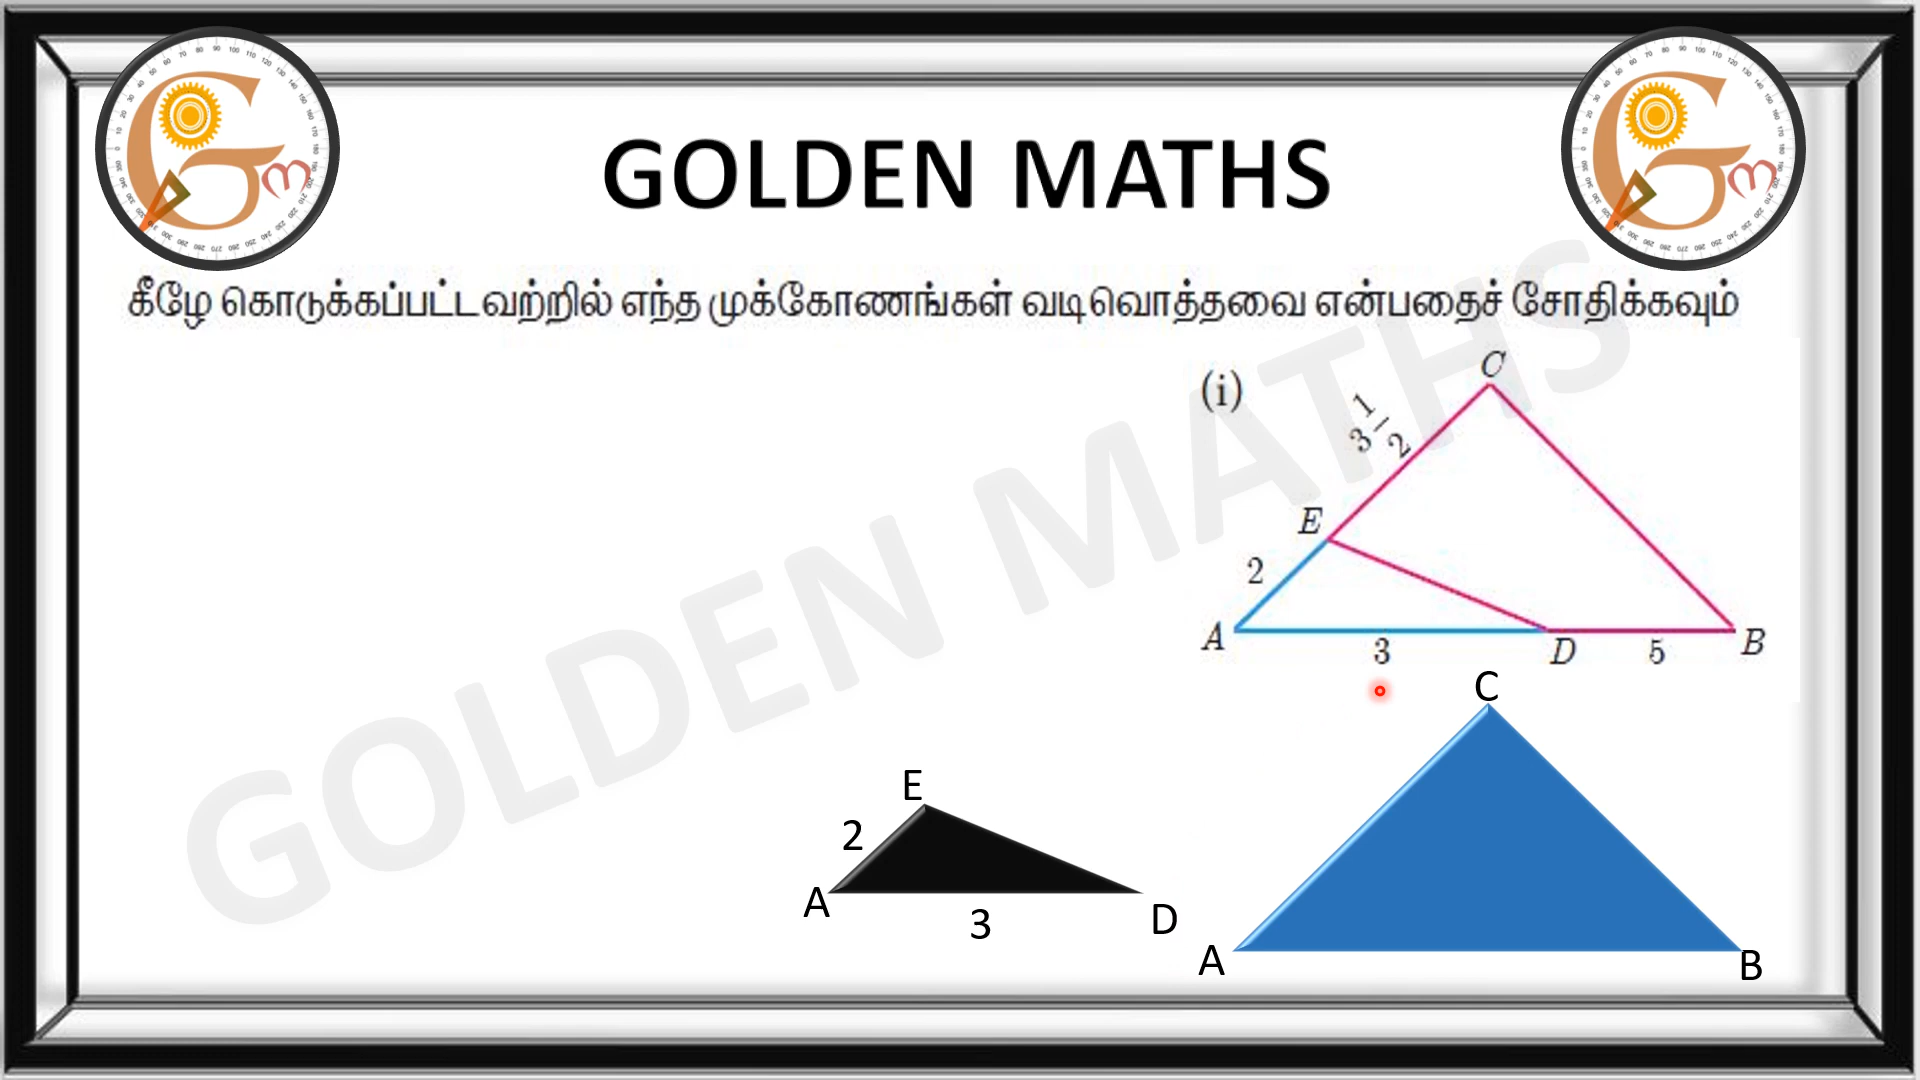 GOLDEN MATHS
கீழே கொடுக்கப்பட்டவற்றில் எந்த முக்கோணங்கள் வடிவொத்தவை என்பதைச் சோதிக்கவும்
(i)
C
3 1/2
E
2
A
3
D
5
B
C
E
2
A
3
D
A
B
GOLDEN MATHS